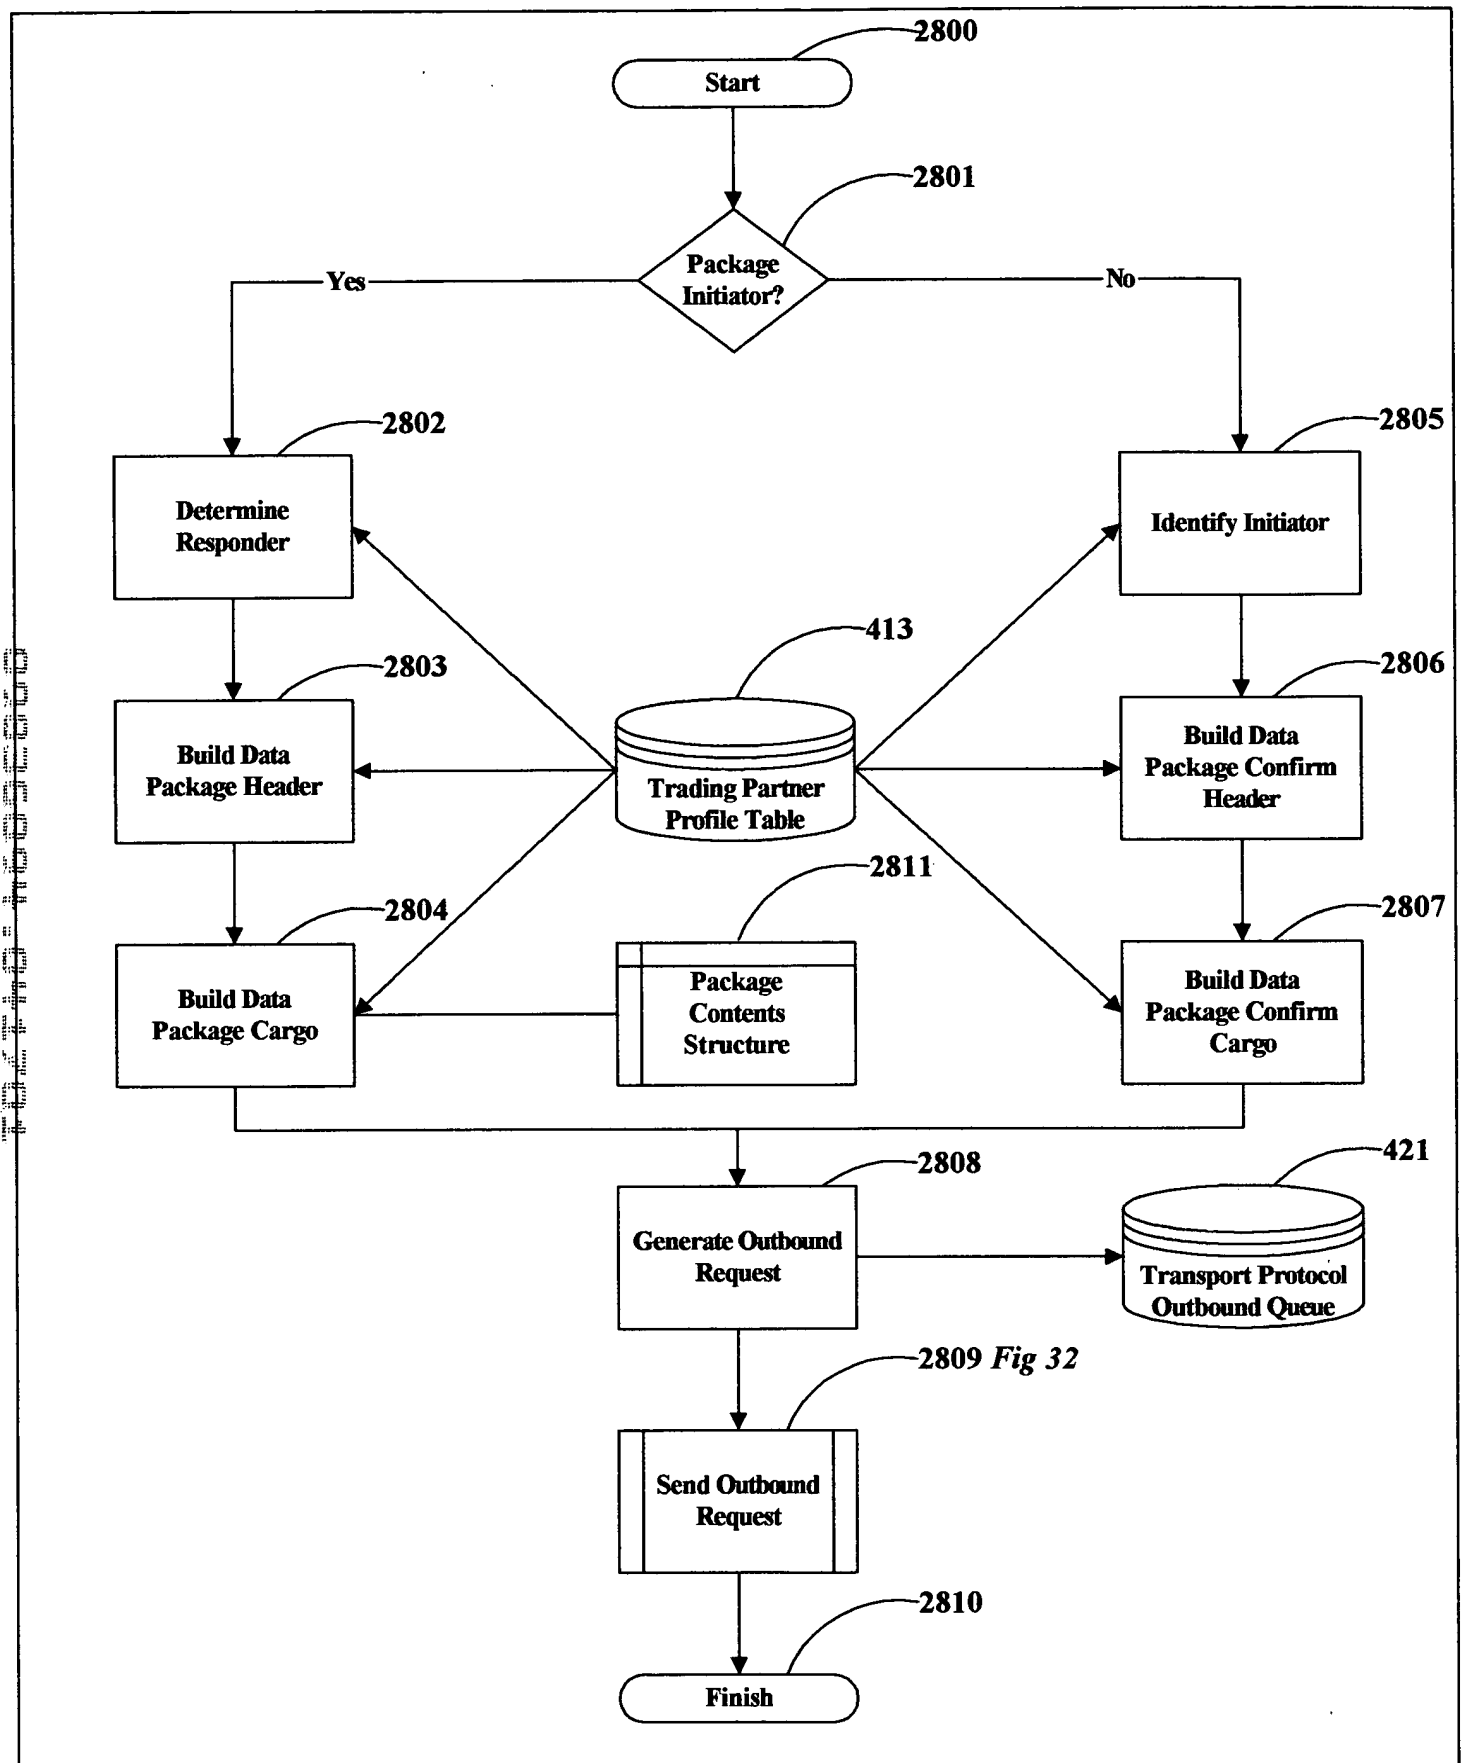 2800
Start
2801
Package
Initiator?
Yes
No
2802
2805
Determine
Responder
Identify Initiator
413
2803
2806
Build Data
Package Header
Trading Partner
Profile Table
Build Data
Package Confirm
Header
2811
2804
2807
Build Data
Package Cargo
Package
Contents
Structure
Build Data
Package Confirm
Cargo
2808
421
Generate Outbound
Request
Transport Protocol
Outbound Queue
2809 Fig 32
Send Outbound
Request
2810
Finish